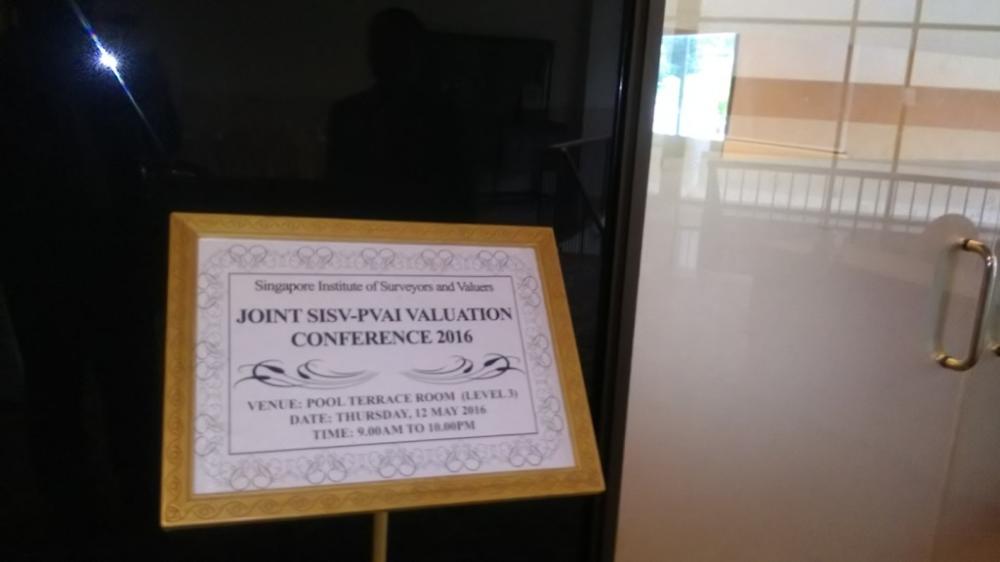 Singapore Institute of Surveyors and Valuers
JOINT SISV-PVAI VALUATION
CONFERENCE 2016
VENUE: POOL TERRACE ROOM (LEVEL 3)
DATE: THURSDAY, 12 MAY 2016
TIME: 9.00AM TO 10.00PM